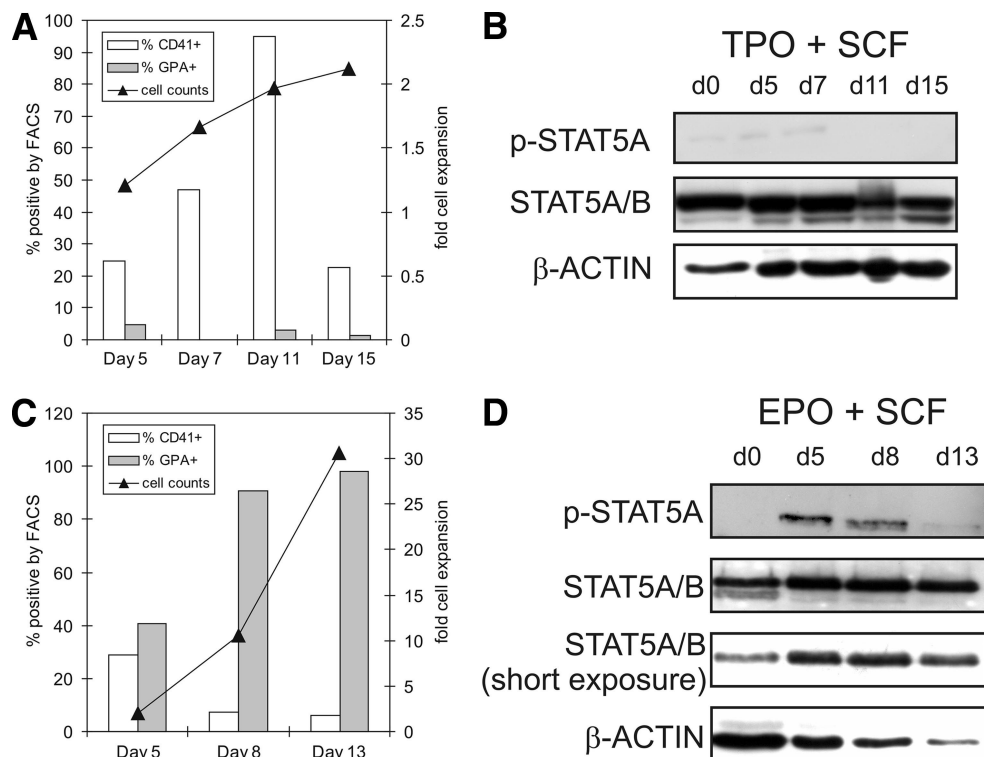 A
100
90
80
70
60
50
40
30
20
10
0
% positive by FACS
% CD41+
% GPA+
cell counts
2.5
2
1.5
1
0.5
0
fold cell expansion
Day 5 Day 7 Day 11 Day 15
B
TPO + SCF
d0 d5 d7 d11 d15
p-STAT5A
STAT5A/B
β-ACTIN
C
120
100
80
60
40
20
0
% positive by FACS
% CD41+
% GPA+
cell counts
35
30
25
20
15
10
5
0
fold cell expansion
Day 5 Day 8 Day 13
D
EPO + SCF
d0 d5 d8 d13
p-STAT5A
STAT5A/B
STAT5A/B
(short exposure)
β-ACTIN